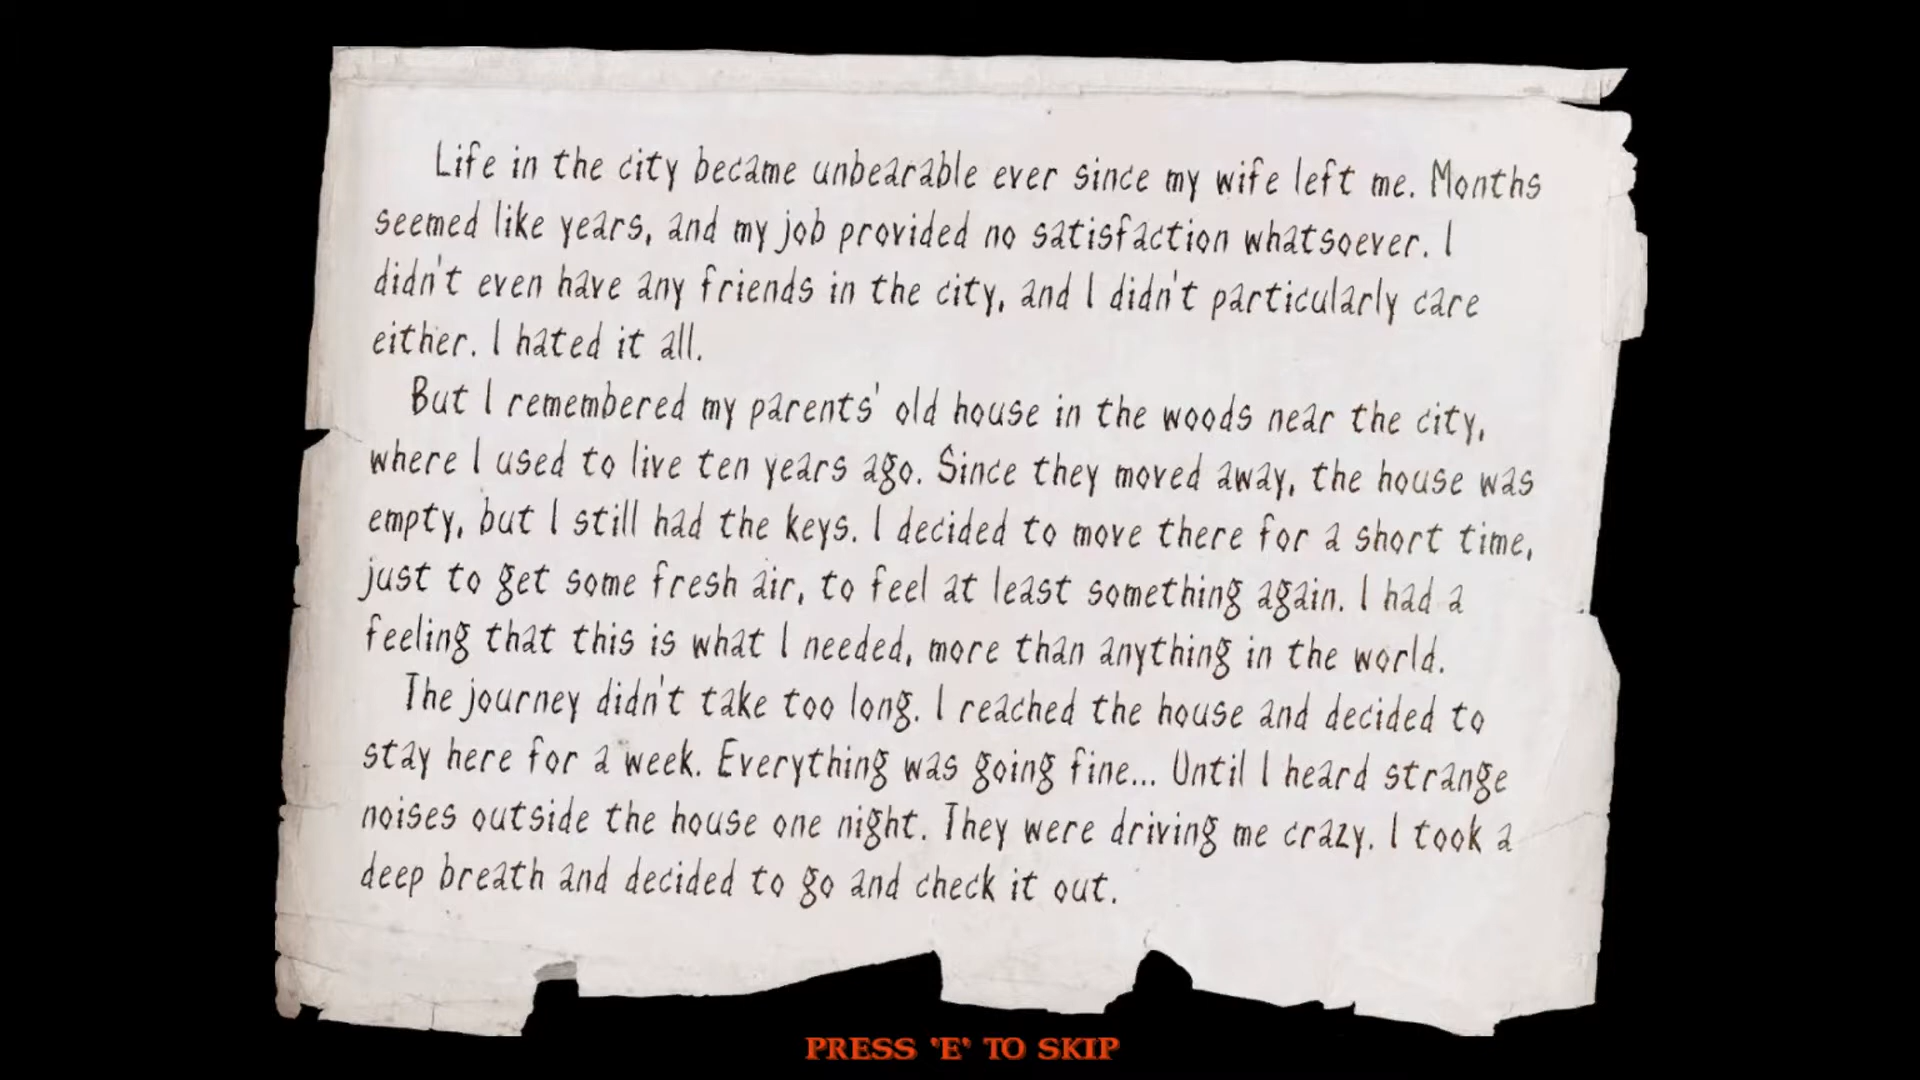 Life in the city became unbearable ever since my wife left me. Months
seemed like years, and my job provided no satisfaction whatsoever. I
didn't even have any friends in the city, and I didn't particularly care
either. I hated it all.
But I remembered my parents' old house in the woods near the city,
where I used to live ten years ago. Since they moved away, the house was
empty, but I still had the keys. I decided to move there for a short time,
just to get some fresh air, to feel at least something again. I had a
feeling that this is what I needed, more than anything in the world.
The journey didn't take too long. I reached the house and decided to
stay here for a week. Everything was going fine... Until I heard strange
noises outside the house one night. They were driving me crazy. I took a
deep breath and decided to go and check it out.
PRESS 'E' TO SKIP